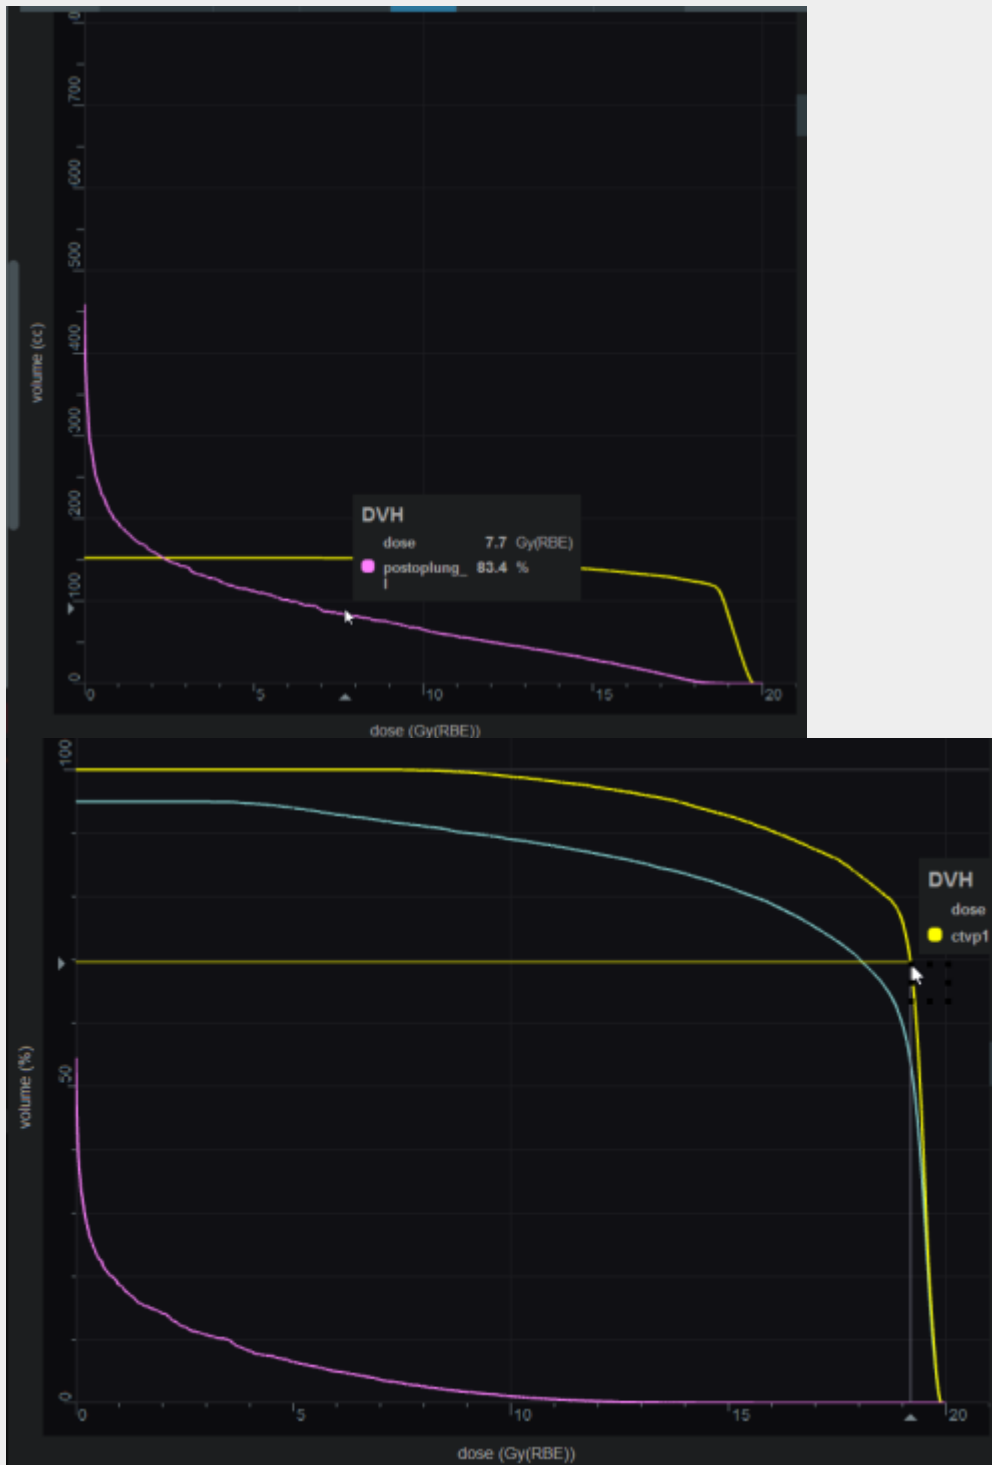 |700
|600
|500
|400
|300
|200
|100
0
volume (cc)
DVH
dose 7.7 Gy(RBE)
postoplung_ 83.4 %
l
0 |5 |10 |15 |20
dose (Gy(RBE))
100
50
0
volume (%)
DVH
dose
ctvp1
0 |5 |10 |15 |20
dose (Gy(RBE))